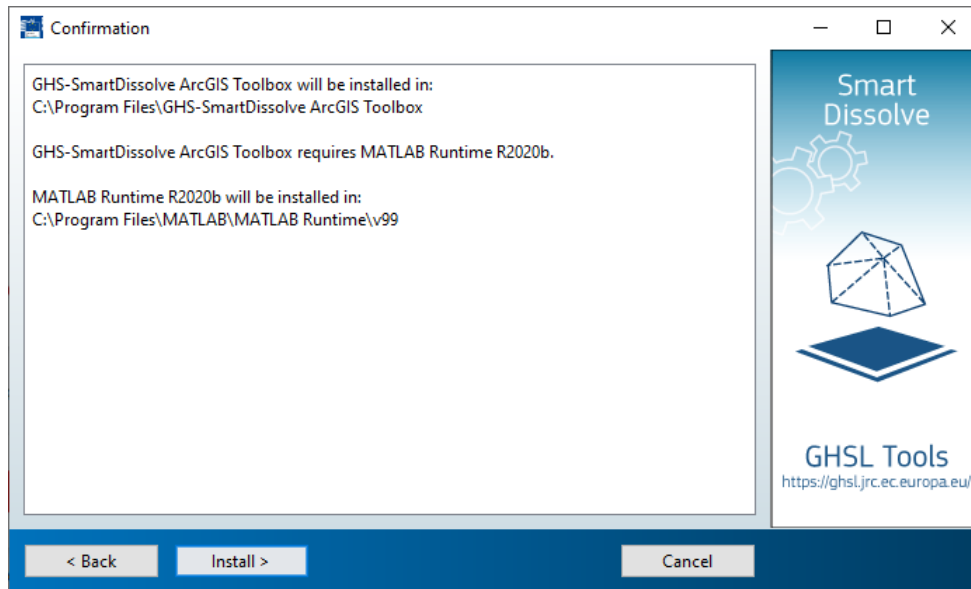 Confirmation
GHS-SmartDissolve ArcGIS Toolbox will be installed in:
C:\Program Files\GHS-SmartDissolve ArcGIS Toolbox
GHS-SmartDissolve ArcGIS Toolbox requires MATLAB Runtime R2020b.
MATLAB Runtime R2020b will be installed in:
C:\Program Files\MATLAB\MATLAB Runtime\v99
Smart
Dissolve
GHSL Tools
https://ghsl.jrc.ec.europa.eu/
< Back
Install >
Cancel